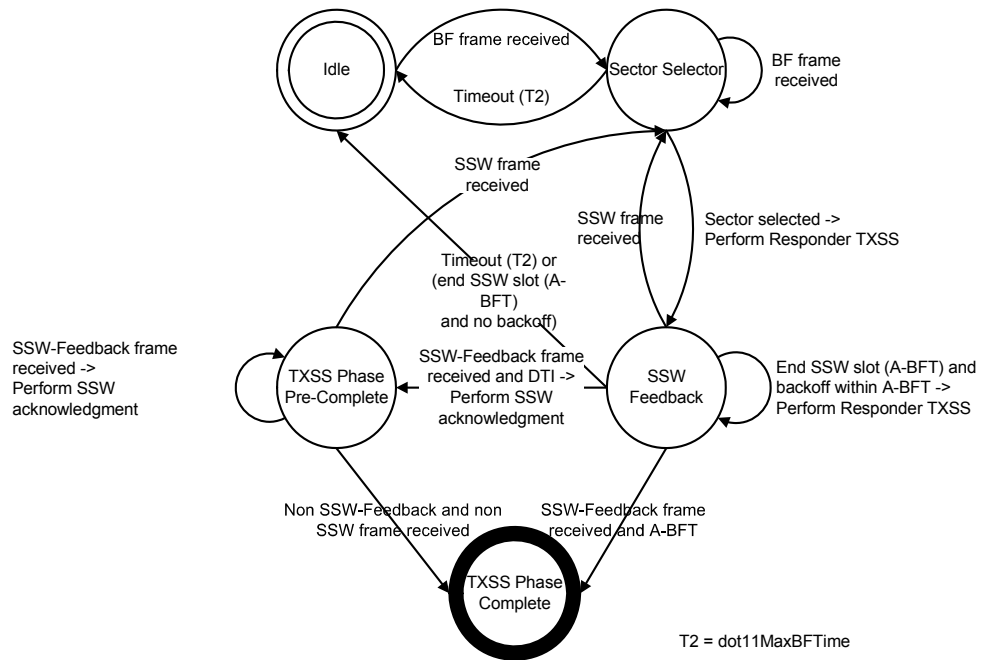 BF frame received
Idle
Sector Selector
BF frame
received
Timeout (T2)
SSW frame
received
SSW frame
received
Sector selected ->
Perform Responder TXSS
Timeout (T2) or
(end SSW slot (A-
BFT)
and no backoff)
SSW-Feedback frame
received ->
Perform SSW
acknowledgment
TXSS Phase
Pre-Complete
SSW-Feedback frame
received and DTI ->
Perform SSW
acknowledgment
SSW
Feedback
End SSW slot (A-BFT) and
backoff within A-BFT ->
Perform Responder TXSS
Non SSW-Feedback and non
SSW frame received
SSW-Feedback frame
received and A-BFT
TXSS Phase
Complete
T2 = dot11MaxBFTime